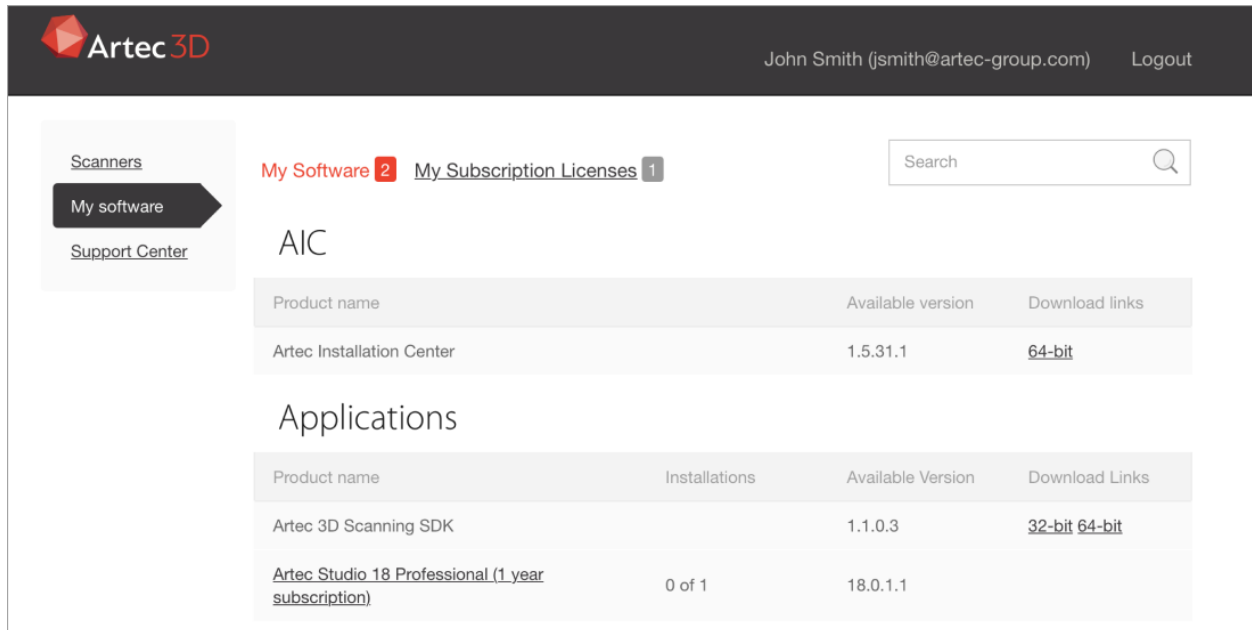 Artec 3D
John Smith (jsmith@artec-group.com) Logout
Scanners
My software
Support Center
My Software 2 My Subscription Licenses 1
Search
AIC
Product name Available version Download links
Artec Installation Center 1.5.31.1 64-bit
Applications
Product name Installations Available Version Download Links
Artec 3D Scanning SDK 1.1.0.3 32-bit 64-bit
Artec Studio 18 Professional (1 year
subscription) 0 of 1 18.0.1.1